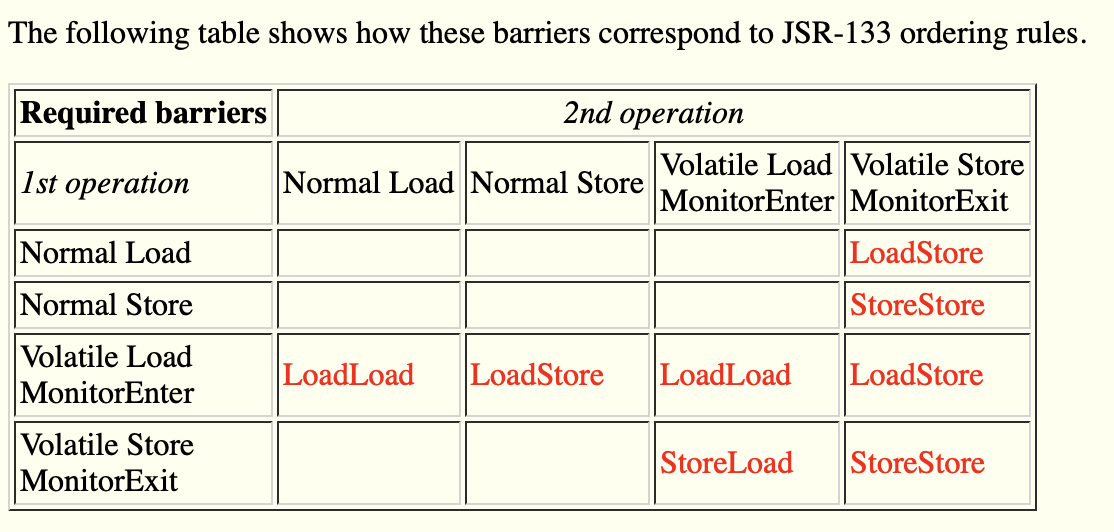 The following table shows how these barriers correspond to JSR-133 ordering rules.
Required barriers 2nd operation
1st operation Normal Load Normal Store Volatile Load MonitorEnter Volatile Store MonitorExit
Normal Load LoadStore
Normal Store StoreStore
Volatile Load MonitorEnter LoadLoad LoadStore LoadLoad LoadStore
Volatile Store MonitorExit StoreLoad StoreStore